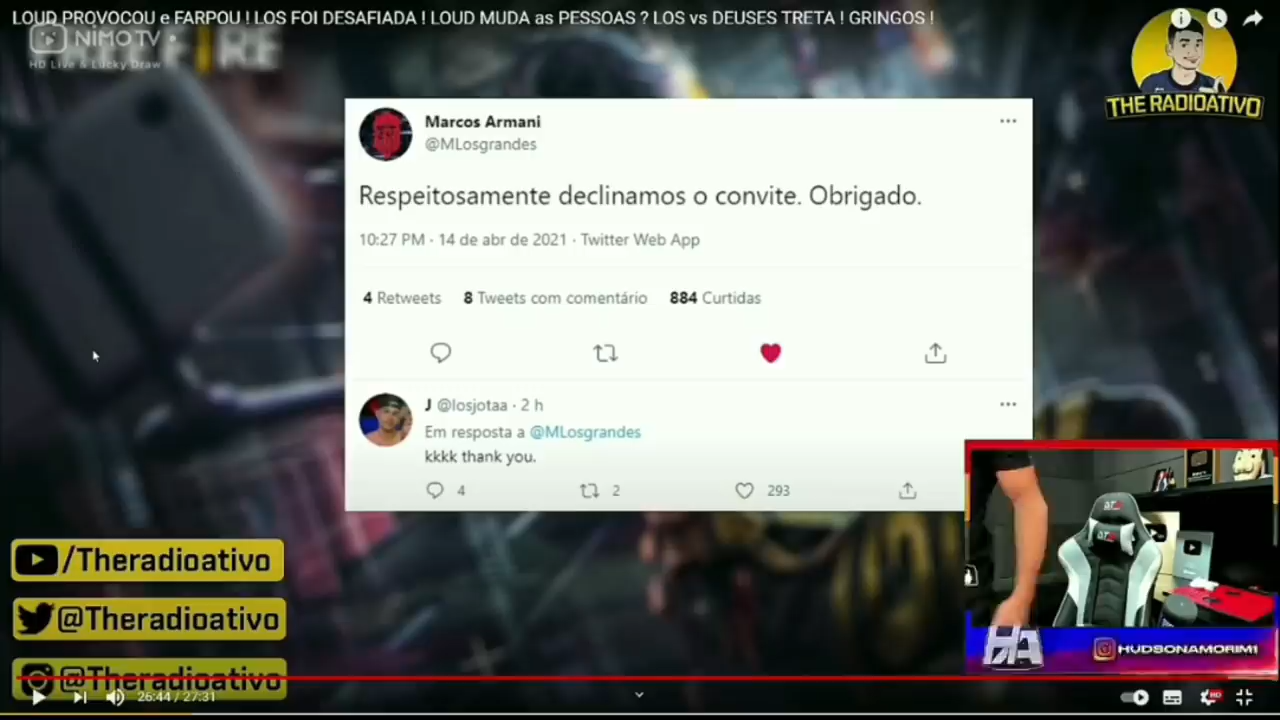 LOUD PROVOCOU e FARPOU ! LOS FOI DESAFIADA ! LOUD MUDA as PESSOAS ? LOS vs DEUSES TRETA ! GRINGOS !
NIMO TV
HD Live & Lucky Draw
THE RADIOATIVO
Marcos Armani
@MLosgrandes
Respeitosamente declinamos o convite. Obrigado.
10:27 PM · 14 de abr de 2021 · Twitter Web App
4 Retweets 8 Tweets com comentário 884 Curtidas
J @losjotaa · 2 h
Em resposta a @MLosgrandes
kkkk thank you.
4 2 293
/Theradioativo
@Theradioativo
@Theradioativo
HA HUDSONAMORIM1
26:44 / 27:31
HD